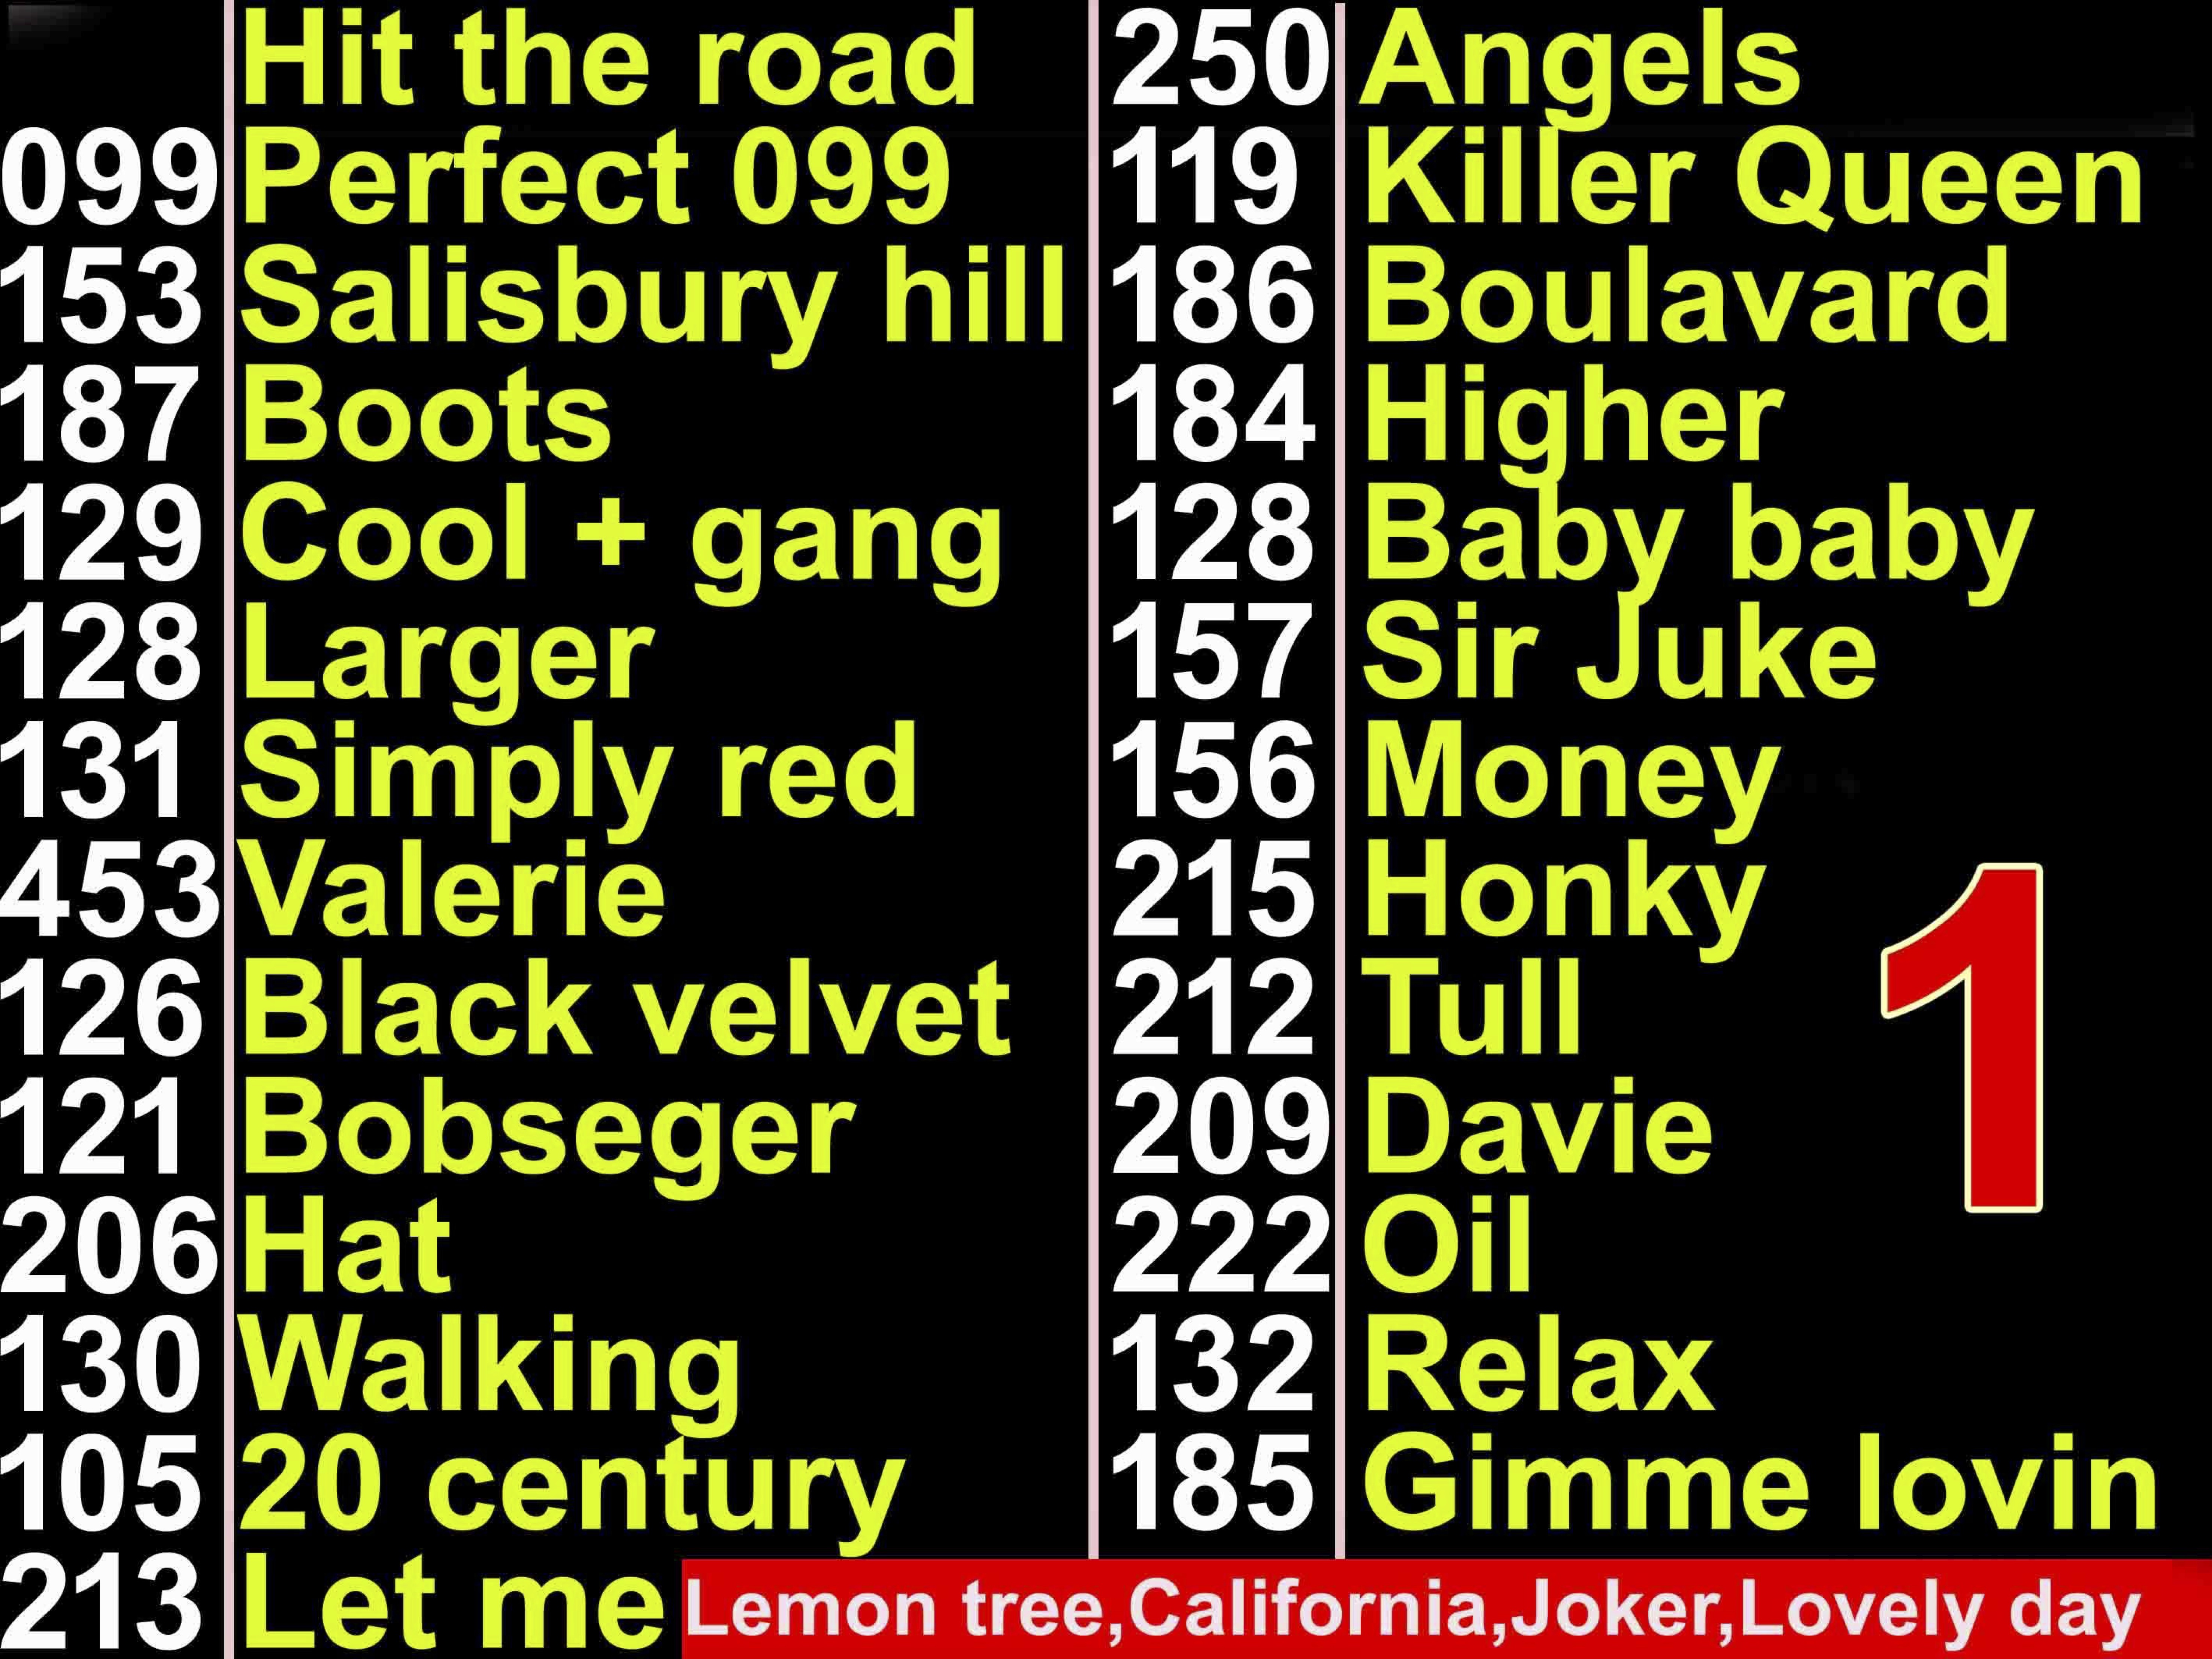 Hit the road
099 Perfect 099
153 Salisbury hill
187 Boots
129 Cool + gang
128 Larger
131 Simply red
453 Valerie
126 Black velvet
121 Bobseger
206 Hat
130 Walking
105 20 century
213 Let me
250 Angels
119 Killer Queen
186 Boulavard
184 Higher
128 Baby baby
157 Sir Juke
156 Money
215 Honky
212 Tull
209 Davie
222 Oil
132 Relax
185 Gimme lovin
1
Lemon tree,California,Joker,Lovely day